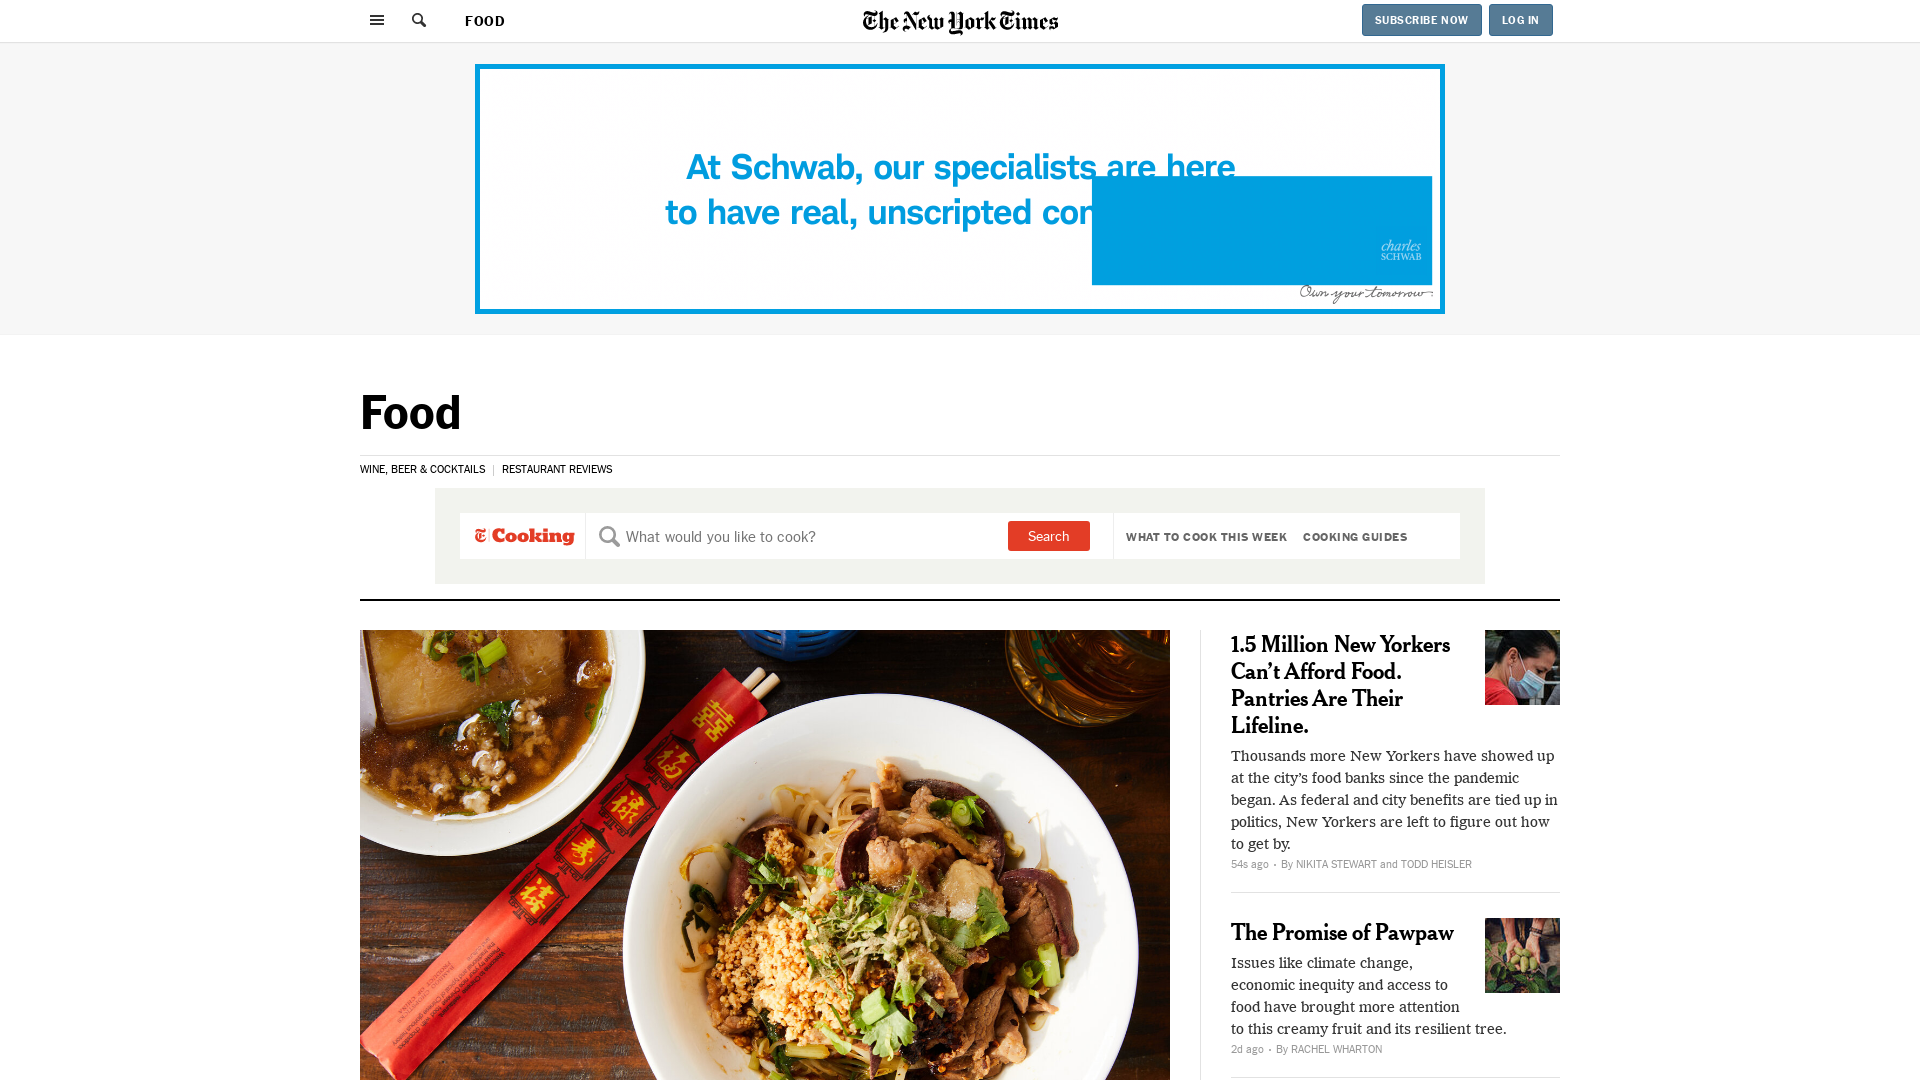 FOOD
The New York Times
SUBSCRIBE NOW
LOG IN
At Schwab, our specialists are here
to have real, unscripted
charles
SCHWAB
Own your tomorrow
Food
WINE, BEER & COCKTAILS | RESTAURANT REVIEWS
Cooking
What would you like to cook?
Search
WHAT TO COOK THIS WEEK
COOKING GUIDES
囍
福
祿
壽
禧
1.5 Million New Yorkers
Can’t Afford Food.
Pantries Are Their
Lifeline.
Thousands more New Yorkers have showed up
at the city’s food banks since the pandemic
began. As federal and city benefits are tied up in
politics, New Yorkers are left to figure out how
to get by.
54s ago • By NIKITA STEWART and TODD HEISLER
The Promise of Pawpaw
Issues like climate change,
economic inequity and access to
food have brought more attention
to this creamy fruit and its resilient tree.
2d ago • By RACHEL WHARTON